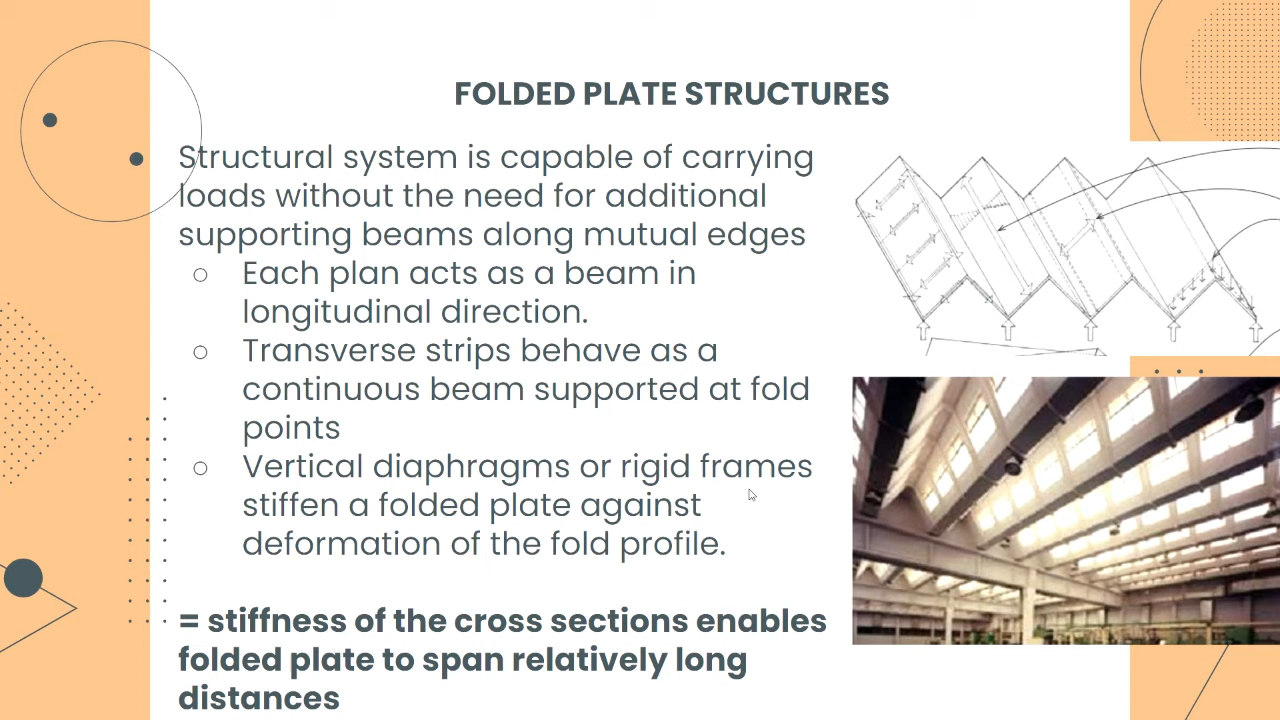 FOLDED PLATE STRUCTURES
Structural system is capable of carrying
loads without the need for additional
supporting beams along mutual edges
○ Each plan acts as a beam in
longitudinal direction.
○ Transverse strips behave as a
continuous beam supported at fold
points
○ Vertical diaphragms or rigid frames
stiffen a folded plate against
deformation of the fold profile.
= stiffness of the cross sections enables
folded plate to span relatively long
distances